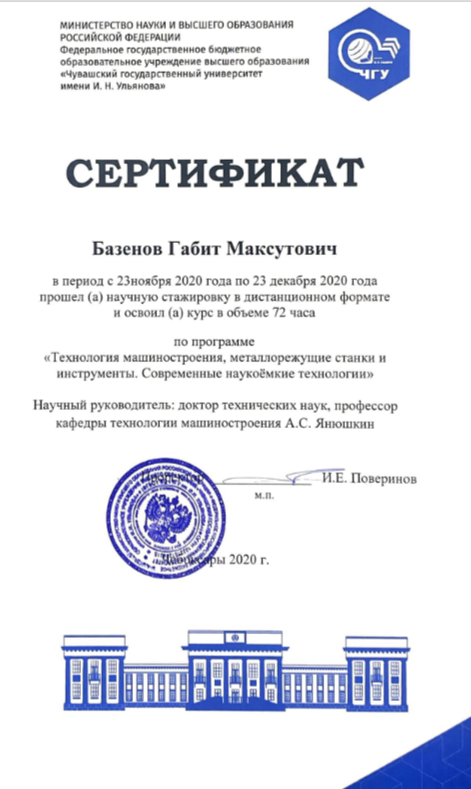 МИНИСТЕРСТВО НАУКИ И ВЫСШЕГО ОБРАЗОВАНИЯ
РОССИЙСКОЙ ФЕДЕРАЦИИ
Федеральное государственное бюджетное
образовательное учреждение высшего образования
«Чувашский государственный университет
имени И. Н. Ульянова»
ЧГУ
СЕРТИФИКАТ
Базенов Габит Максутович
в период с 23ноября 2020 года по 23 декабря 2020 года
прошел (а) научную стажировку в дистанционном формате
и освоил (а) курс в объеме 72 часа
по программе
«Технология машиностроения, металлорежущие станки и
инструменты. Современные наукоёмкие технологии»
Научный руководитель: доктор технических наук, профессор
кафедры технологии машиностроения А.С. Янюшкин
Проректор И.Е. Поверинов
м.п.
Чебоксары 2020 г.